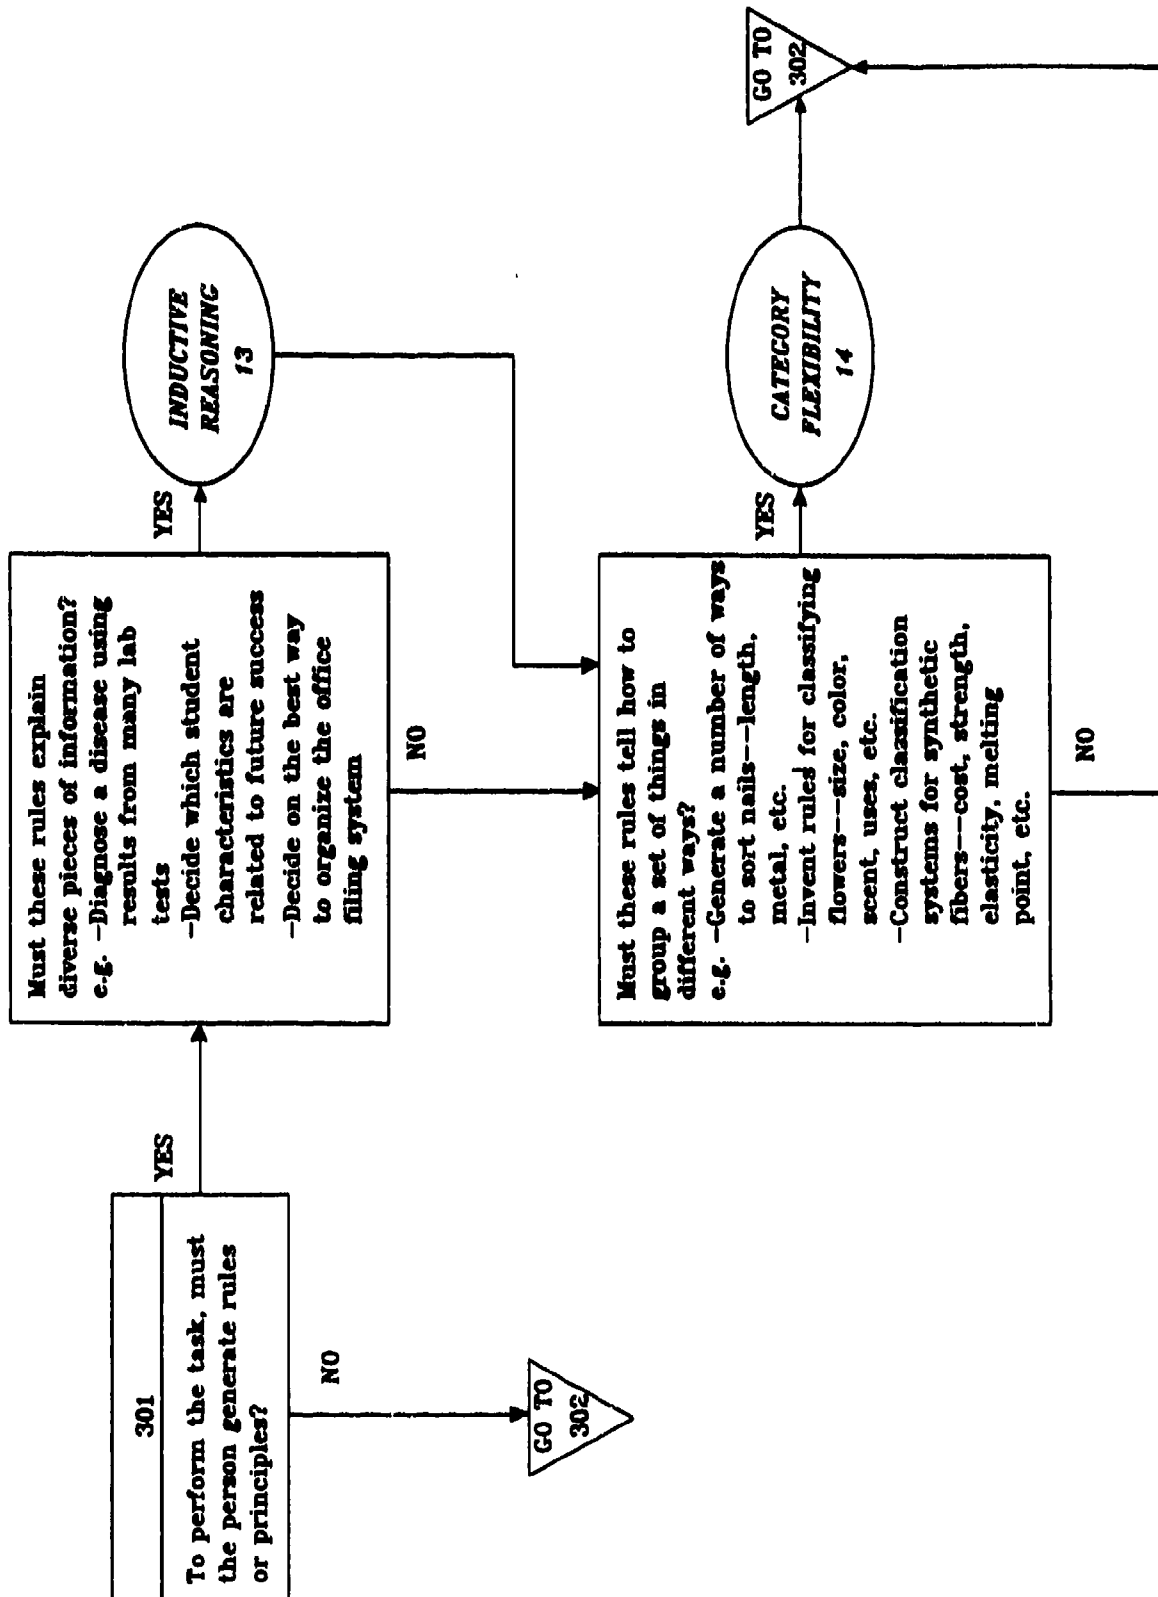 301
To perform the task, must
the person generate rules
or principles?
YES
NO
GO TO
302
Must these rules explain
diverse pieces of information?
e.g. -Diagnose a disease using
results from many lab
tests
-Decide which student
characteristics are
related to future success
-Decide on the best way
to organize the office
filing system
YES
INDUCTIVE
REASONING
13
NO
Must these rules tell how to
group a set of things in
different ways?
e.g. -Generate a number of ways
to sort nails--length,
metal, etc.
-Invent rules for classifying
flowers--size, color,
scent, uses, etc.
-Construct classification
systems for synthetic
fibers--cost, strength,
elasticity, melting
point, etc.
YES
CATEGORY
FLEXIBILITY
14
GO TO
302
NO